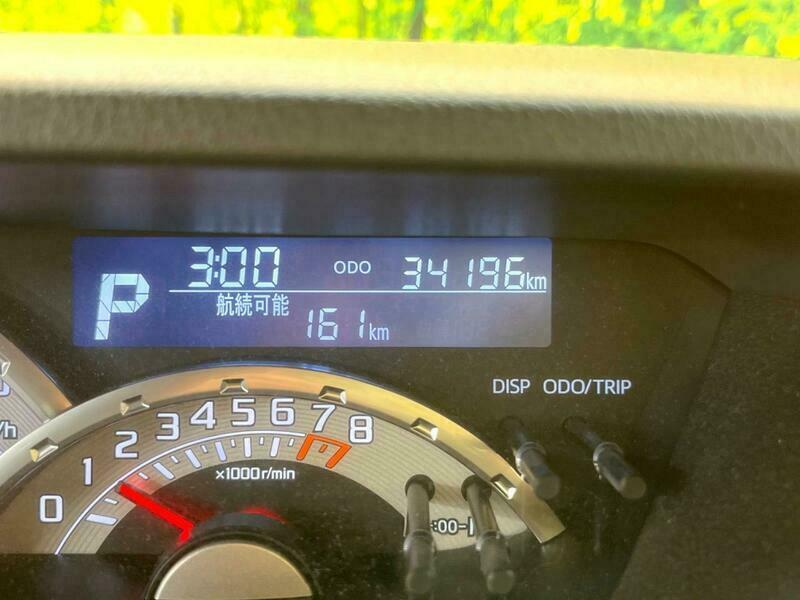 P
3:00 ODO 34196km
航続可能
161km
DISP ODO/TRIP
0 1 2 3 4 5 6 7 8
×1000r/min
/h
:00-